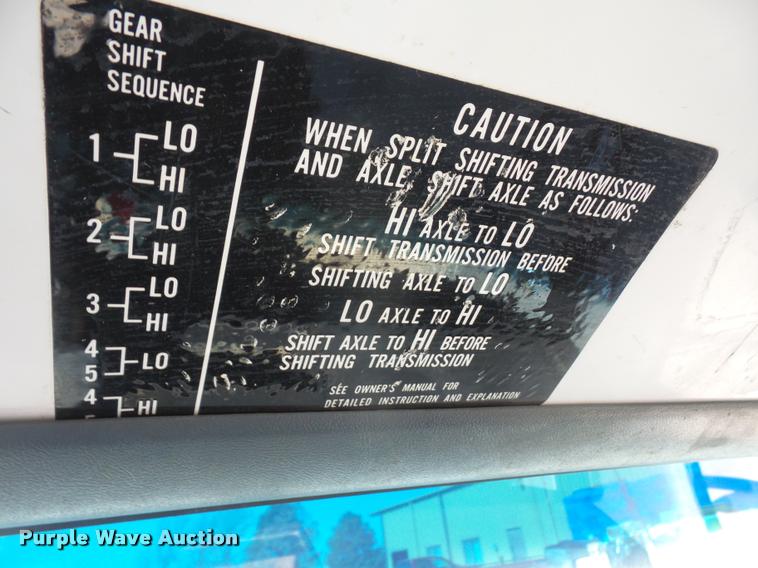 GEAR
SHIFT
SEQUENCE
1 LO
HI
2 LO
HI
3 LO
HI
4
5 LO
4 HI
CAUTION
WHEN SPLIT SHIFTING TRANSMISSION
AND AXLE, SHIFT AXLE AS FOLLOWS:
HI AXLE TO LO
SHIFT TRANSMISSION BEFORE
SHIFTING AXLE TO LO
LO AXLE TO HI
SHIFT AXLE TO HI BEFORE
SHIFTING TRANSMISSION
SEE OWNER'S MANUAL FOR
DETAILED INSTRUCTION AND EXPLANATION
Purple Wave Auction